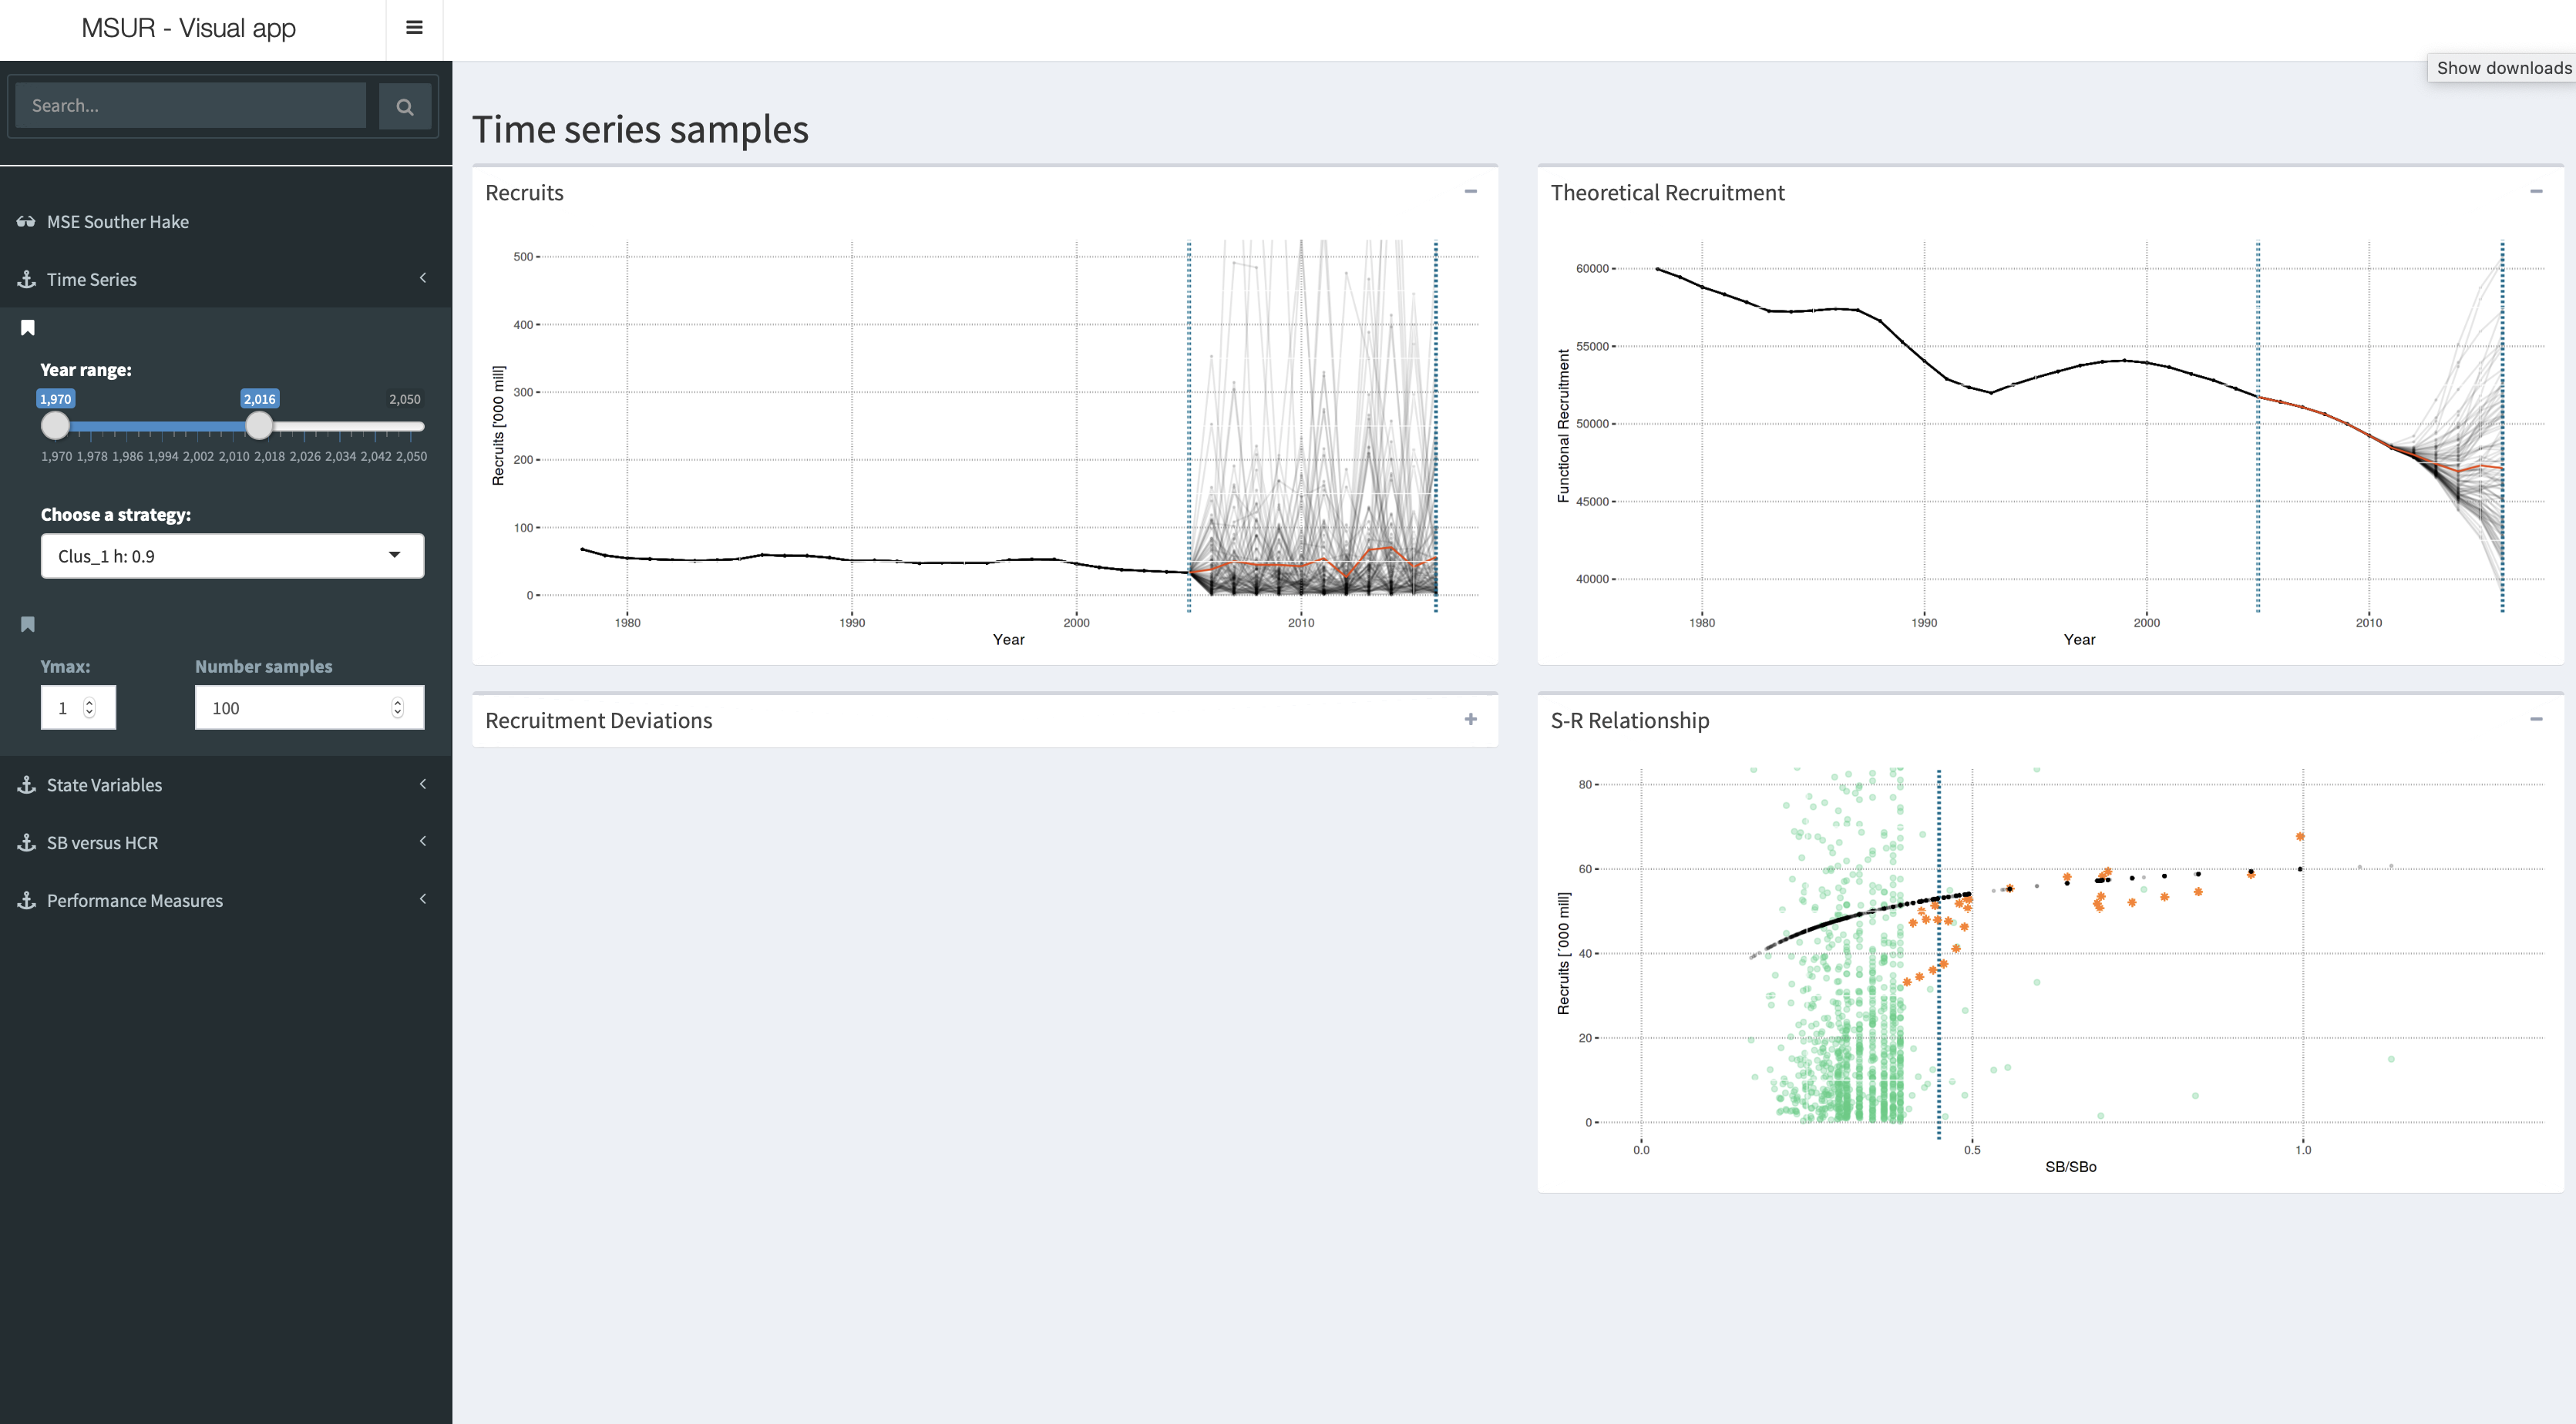 MSUR - Visual app
Show downloads
Search...
Time series samples
MSE Souther Hake
Time Series
Year range:
1,970 2,016 2,050
1,970 1,978 1,986 1,994 2,002 2,010 2,018 2,026 2,034 2,042 2,050
Choose a strategy:
Clus_1 h: 0.9
Ymax: Number samples
1 100
State Variables
SB versus HCR
Performance Measures
Recruits
500
400
300
200
100
0
Recruits ['000 mill]
1980 1990 2000 2010
Year
Theoretical Recruitment
60000
55000
50000
45000
40000
Functional Recruitment
1980 1990 2000 2010
Year
Recruitment Deviations
S-R Relationship
80
60
40
20
0
Recruits ['000 mill]
0.0 0.5 1.0
SB/SBo